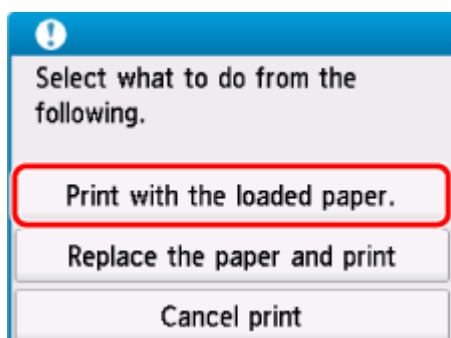 Select what to do from the
following.
Print with the loaded paper.
Replace the paper and print
Cancel print